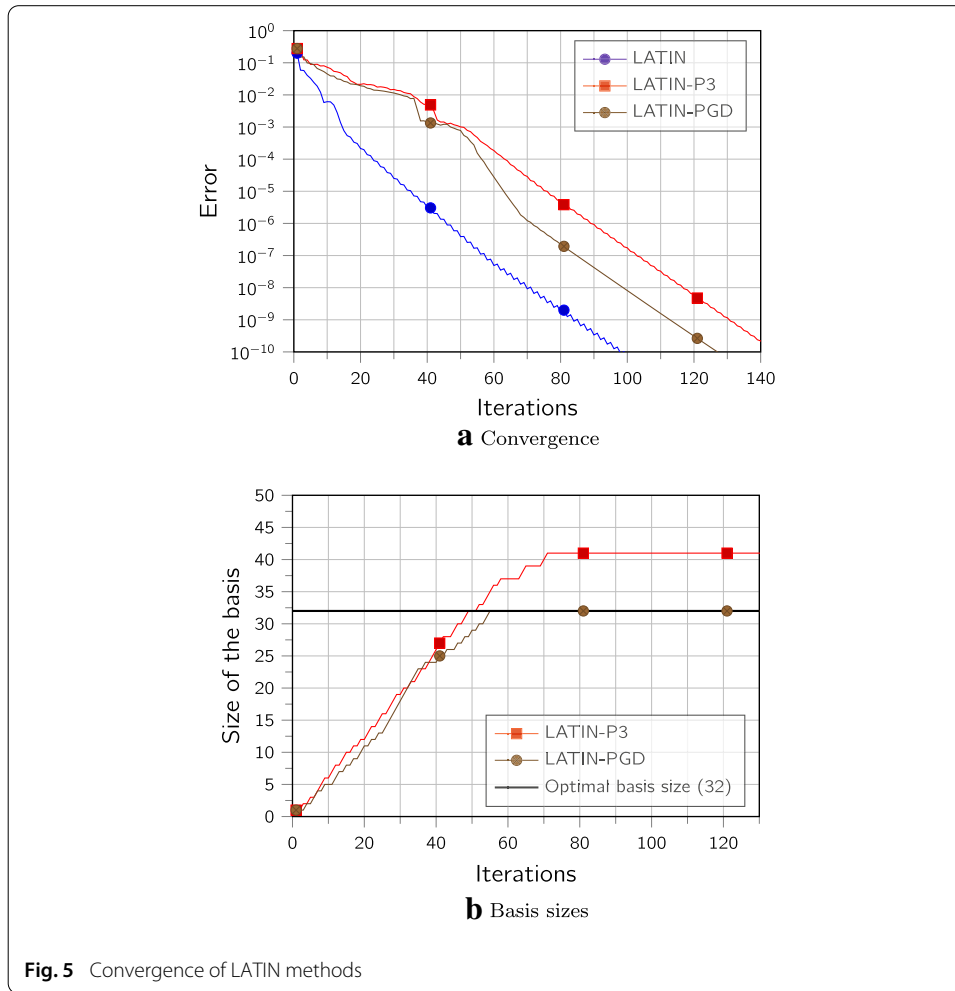 10^0
10^-1
10^-2
10^-3
10^-4
10^-5
10^-6
10^-7
10^-8
10^-9
10^-10
Error
LATIN
LATIN-P3
LATIN-PGD
0 20 40 60 80 100 120 140
Iterations
a Convergence
50
45
40
35
30
25
20
15
10
5
0
Size of the basis
LATIN-P3
LATIN-PGD
Optimal basis size (32)
0 20 40 60 80 100 120
Iterations
b Basis sizes
Fig. 5 Convergence of LATIN methods